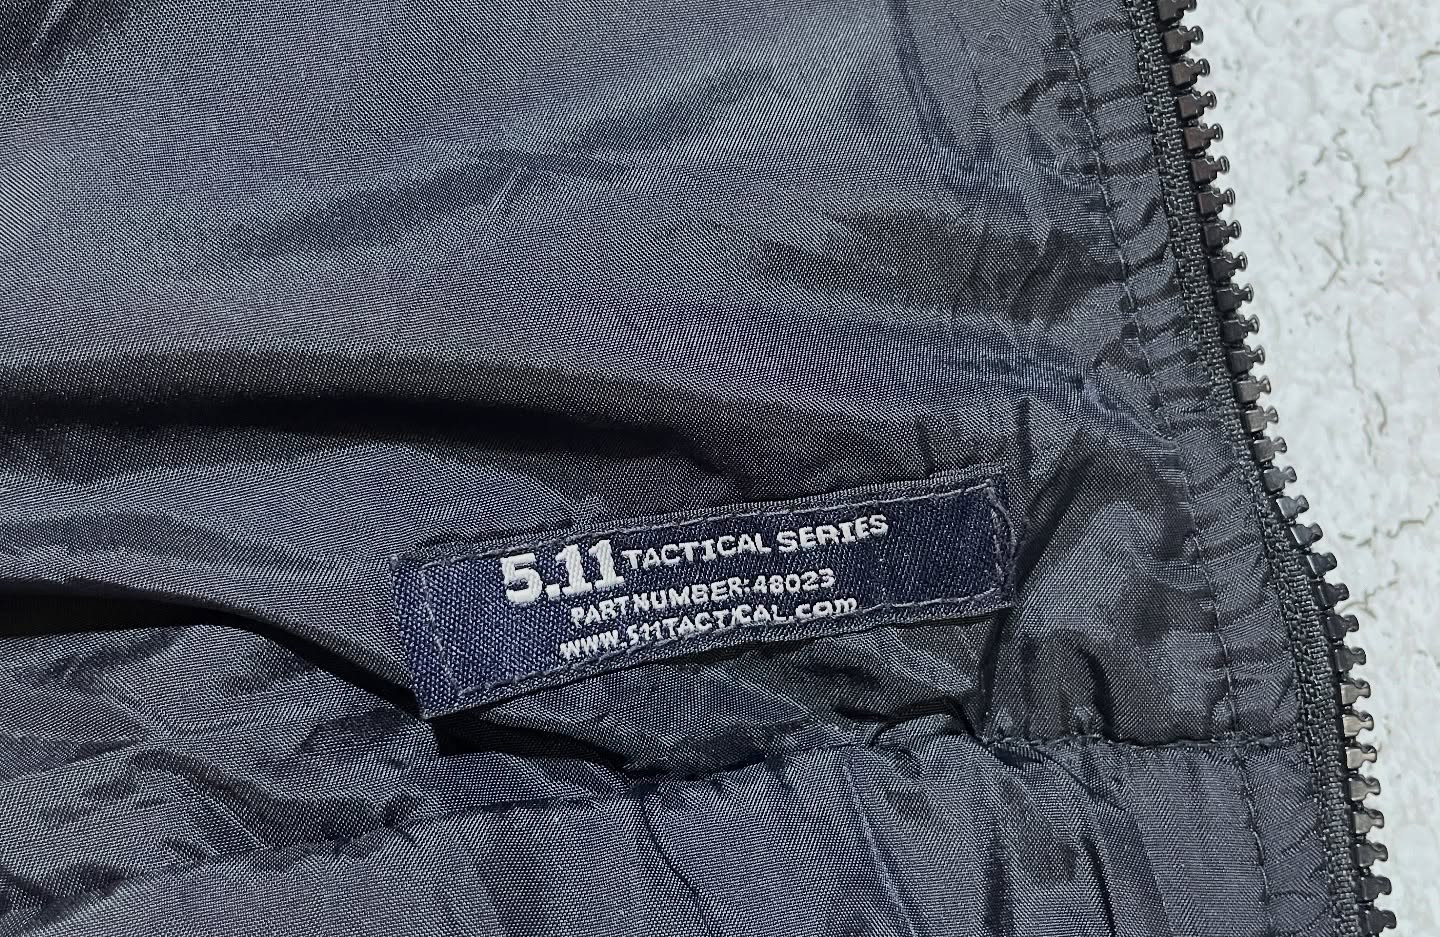 5.11 TACTICAL SERIES
PART NUMBER:48023
WWW.511TACTICAL.com